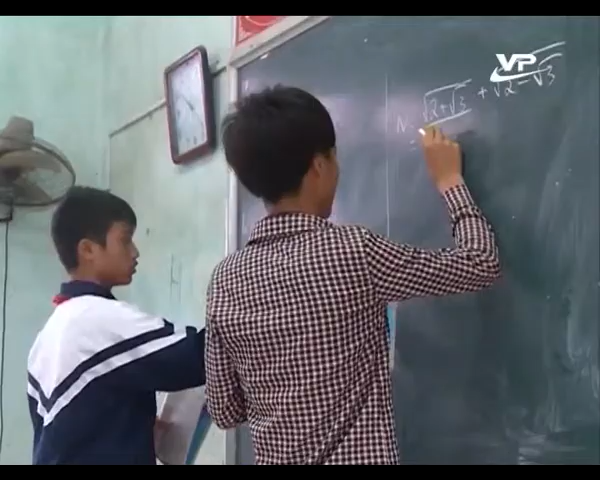 VP
√(2+√3) + √(2-√3)
=